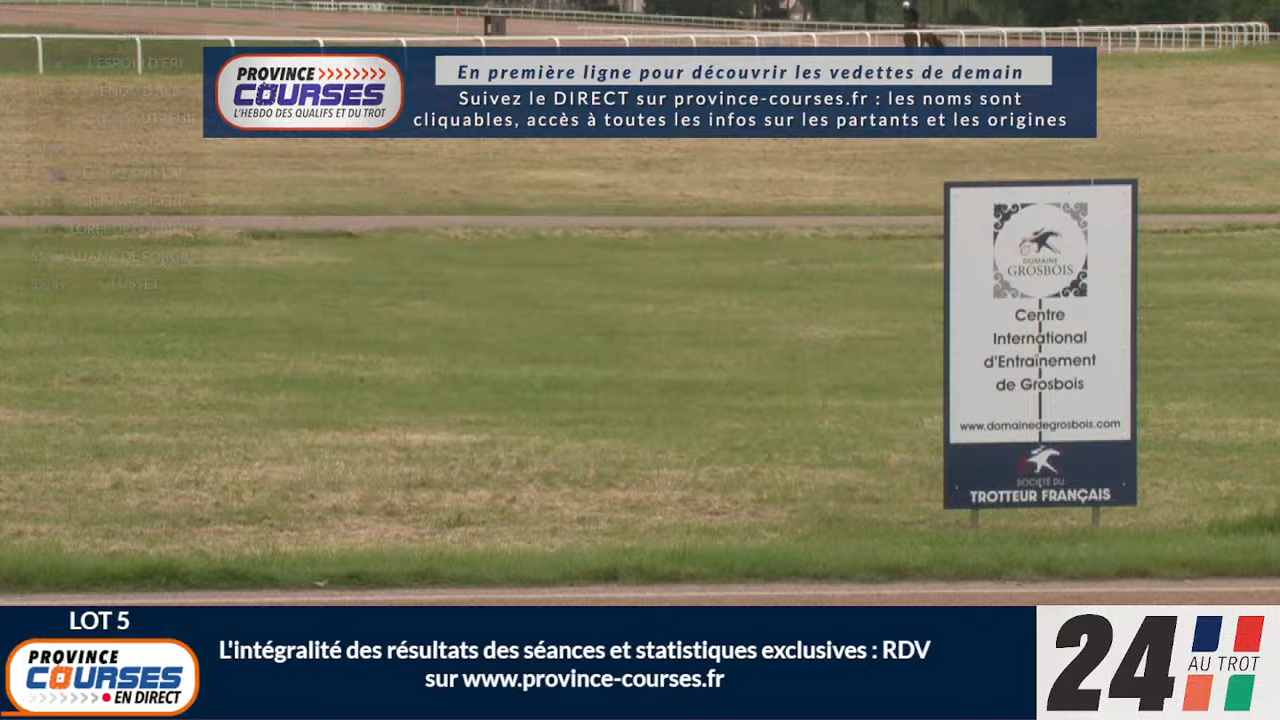 PROVINCE
COURSES
L'HEBDO DES QUALIFS ET DU TROT
En première ligne pour découvrir les vedettes de demain
Suivez le DIRECT sur province-courses.fr : les noms sont
cliquables, accès à toutes les infos sur les partants et les origines
DOMAINE
GROSBOIS
Centre
International
d'Entrainement
de Grosbois
www.domainedegrosbois.com
SOCIÉTÉ DU
TROTTEUR FRANÇAIS
LOT 5
PROVINCE
COURSES
EN DIRECT
L'intégralité des résultats des séances et statistiques exclusives : RDV
sur www.province-courses.fr
24
AU TROT